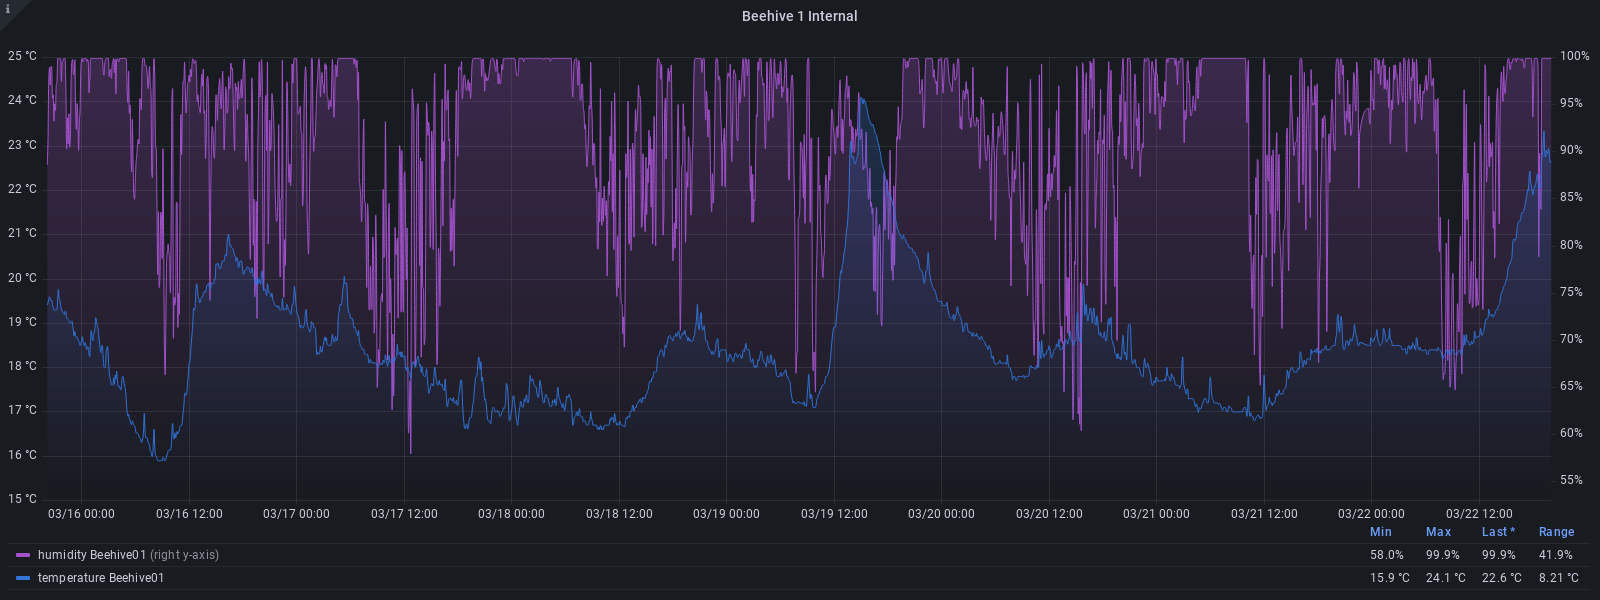 i
Beehive 1 Internal
25 °C 100%
24 °C 95%
23 °C 90%
22 °C 85%
21 °C 80%
20 °C 75%
19 °C 70%
18 °C 65%
17 °C 60%
16 °C 55%
15 °C
03/16 00:00 03/16 12:00 03/17 00:00 03/17 12:00 03/18 00:00 03/18 12:00 03/19 00:00 03/19 12:00 03/20 00:00 03/20 12:00 03/21 00:00 03/21 12:00 03/22 00:00 03/22 12:00
Min Max Last * Range
humidity Beehive01 (right y-axis) 58.0% 99.9% 99.9% 41.9%
temperature Beehive01 15.9 °C 24.1 °C 22.6 °C 8.21 °C